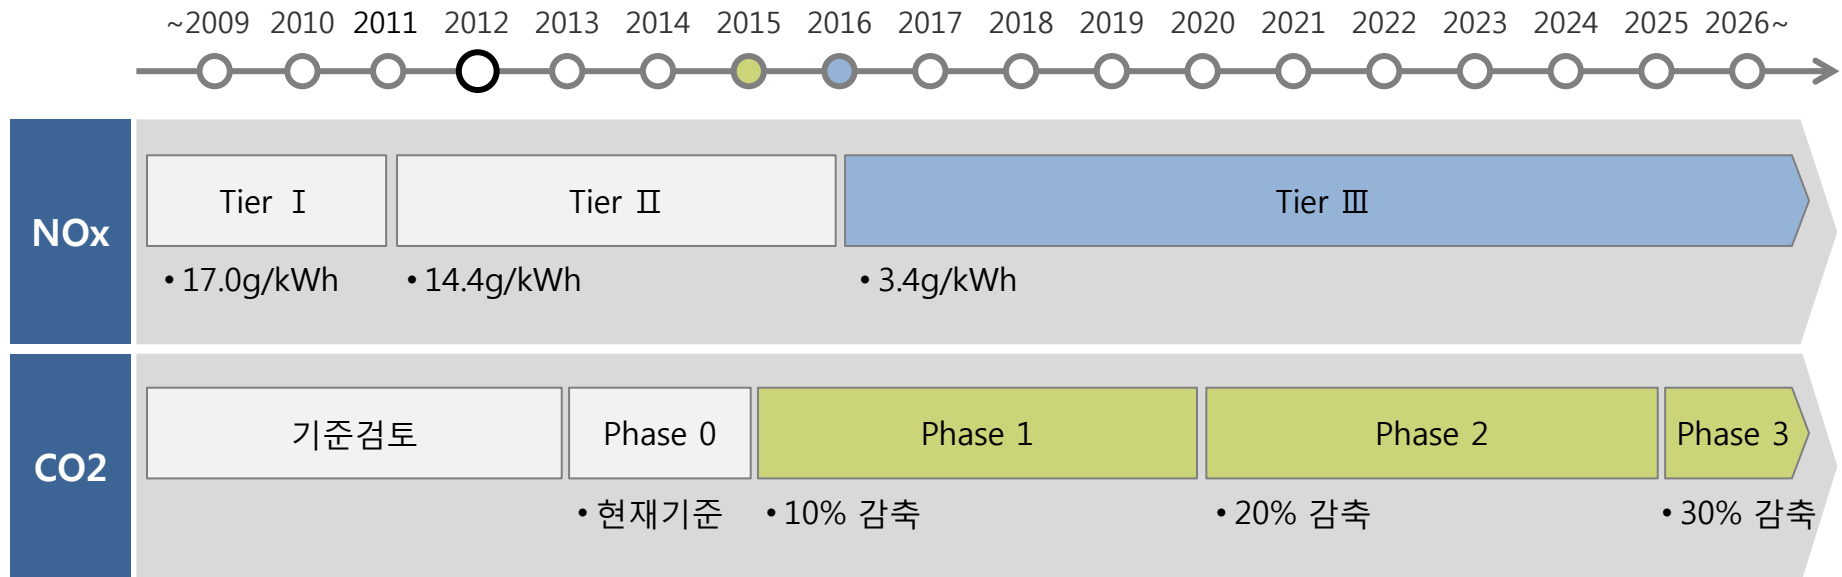 ~2009 2010 2011 2012 2013 2014 2015 2016 2017 2018 2019 2020 2021 2022 2023 2024 2025 2026~
NOx
Tier Ⅰ
Tier Ⅱ
Tier Ⅲ
• 17.0g/kWh
• 14.4g/kWh
• 3.4g/kWh
CO2
기준검토
Phase 0
Phase 1
Phase 2
Phase 3
• 현재기준
• 10% 감축
• 20% 감축
• 30% 감축